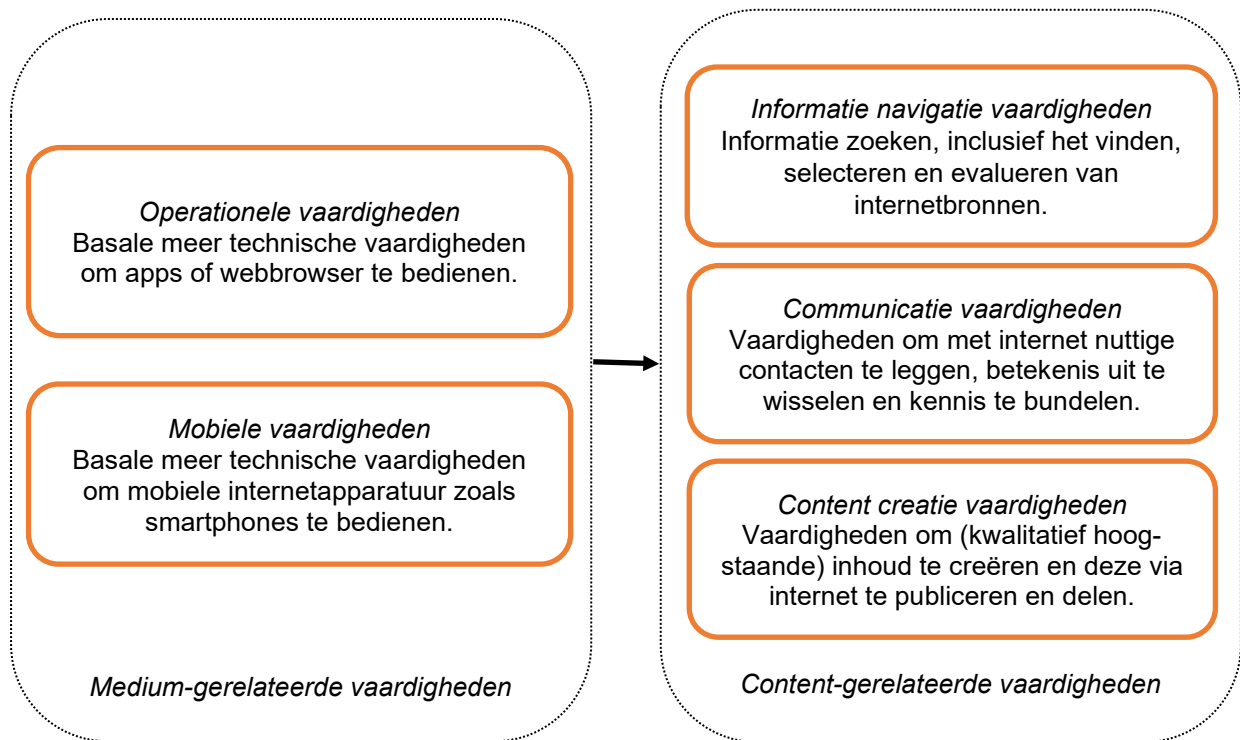 Operationele vaardigheden
Basale meer technische vaardigheden
om apps of webbrowser te bedienen.
Mobiele vaardigheden
Basale meer technische vaardigheden
om mobiele internetapparatuur zoals
smartphones te bedienen.
Medium-gerelateerde vaardigheden
Informatie navigatie vaardigheden
Informatie zoeken, inclusief het vinden,
selecteren en evalueren van
internetbronnen.
Communicatie vaardigheden
Vaardigheden om met internet nuttige
contacten te leggen, betekenis uit te
wisselen en kennis te bundelen.
Content creatie vaardigheden
Vaardigheden om (kwalitatief hoog-
staande) inhoud te creëren en deze via
internet te publiceren en delen.
Content-gerelateerde vaardigheden